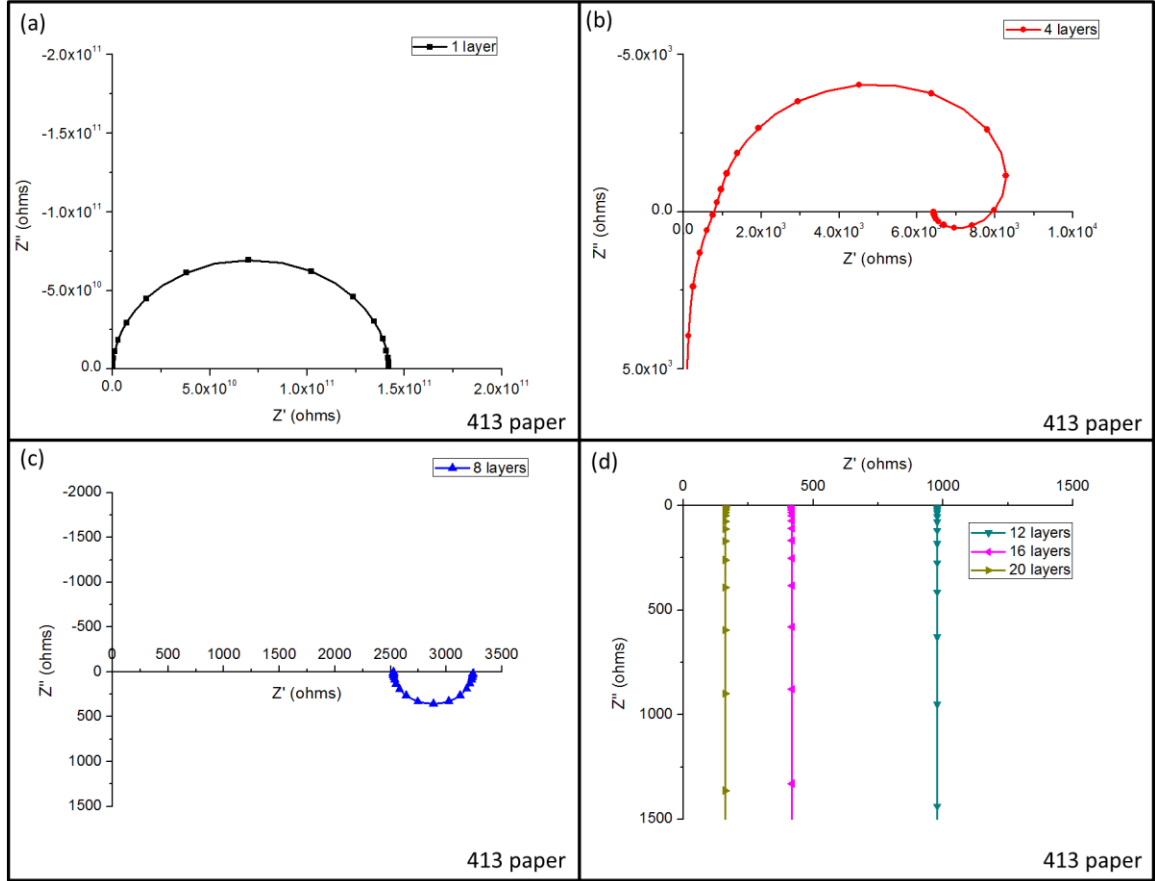 (a)
1 layer
-2.0x10¹¹
-1.5x10¹¹
-1.0x10¹¹
-5.0x10¹⁰
0.0
Z'' (ohms)
0.0 5.0x10¹⁰ 1.0x10¹¹ 1.5x10¹¹ 2.0x10¹¹
Z' (ohms)
413 paper
(b)
4 layers
-5.0x10³
0.0
5.0x10³
Z'' (ohms)
0.0 2.0x10³ 4.0x10³ 6.0x10³ 8.0x10³ 1.0x10⁴
Z' (ohms)
413 paper
(c)
8 layers
-2000
-1500
-1000
-500
0
500
1000
1500
Z'' (ohms)
0 500 1000 1500 2000 2500 3000 3500
Z' (ohms)
413 paper
(d)
Z' (ohms)
0 500 1000 1500
0
500
1000
1500
Z'' (ohms)
12 layers
16 layers
20 layers
413 paper